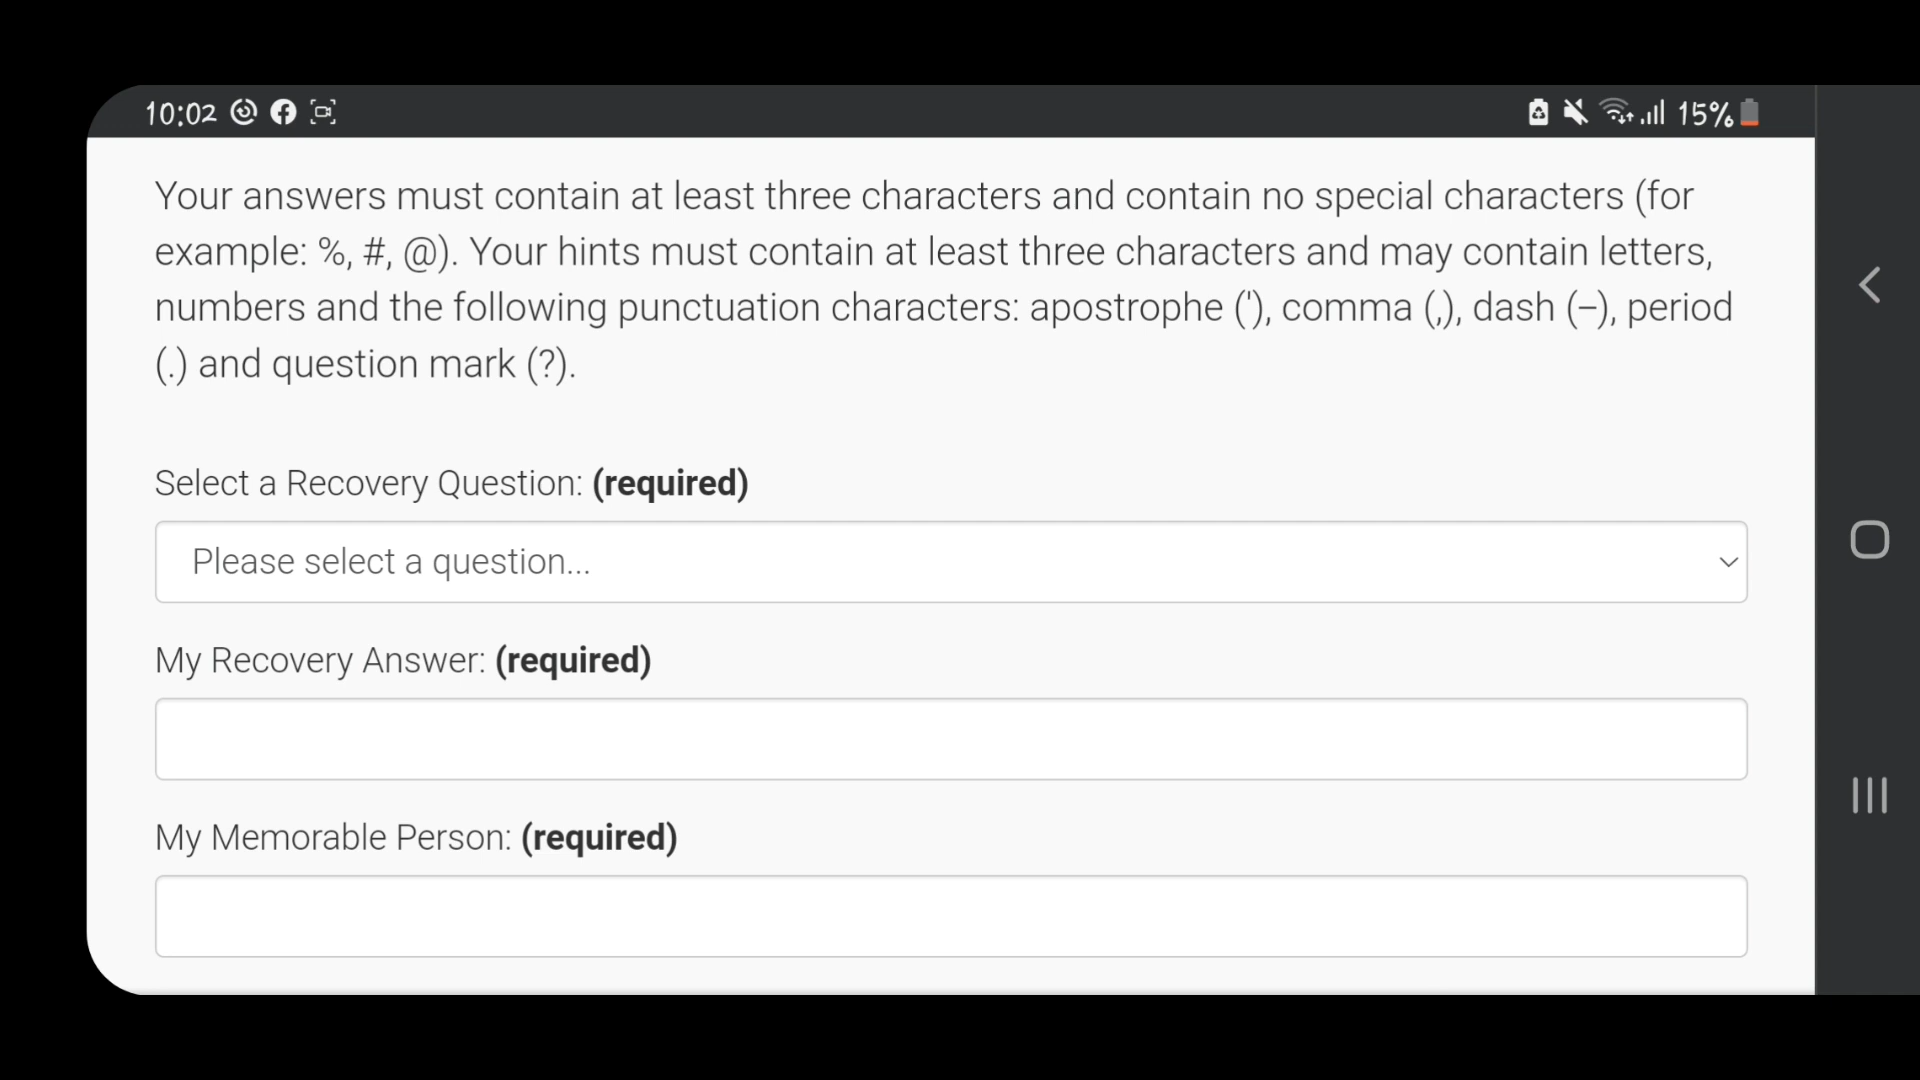 10:02
15%
Your answers must contain at least three characters and contain no special characters (for
example: %, #, @). Your hints must contain at least three characters and may contain letters,
numbers and the following punctuation characters: apostrophe ('), comma (,), dash (–), period
(.) and question mark (?).
Select a Recovery Question: (required)
Please select a question...
My Recovery Answer: (required)
My Memorable Person: (required)